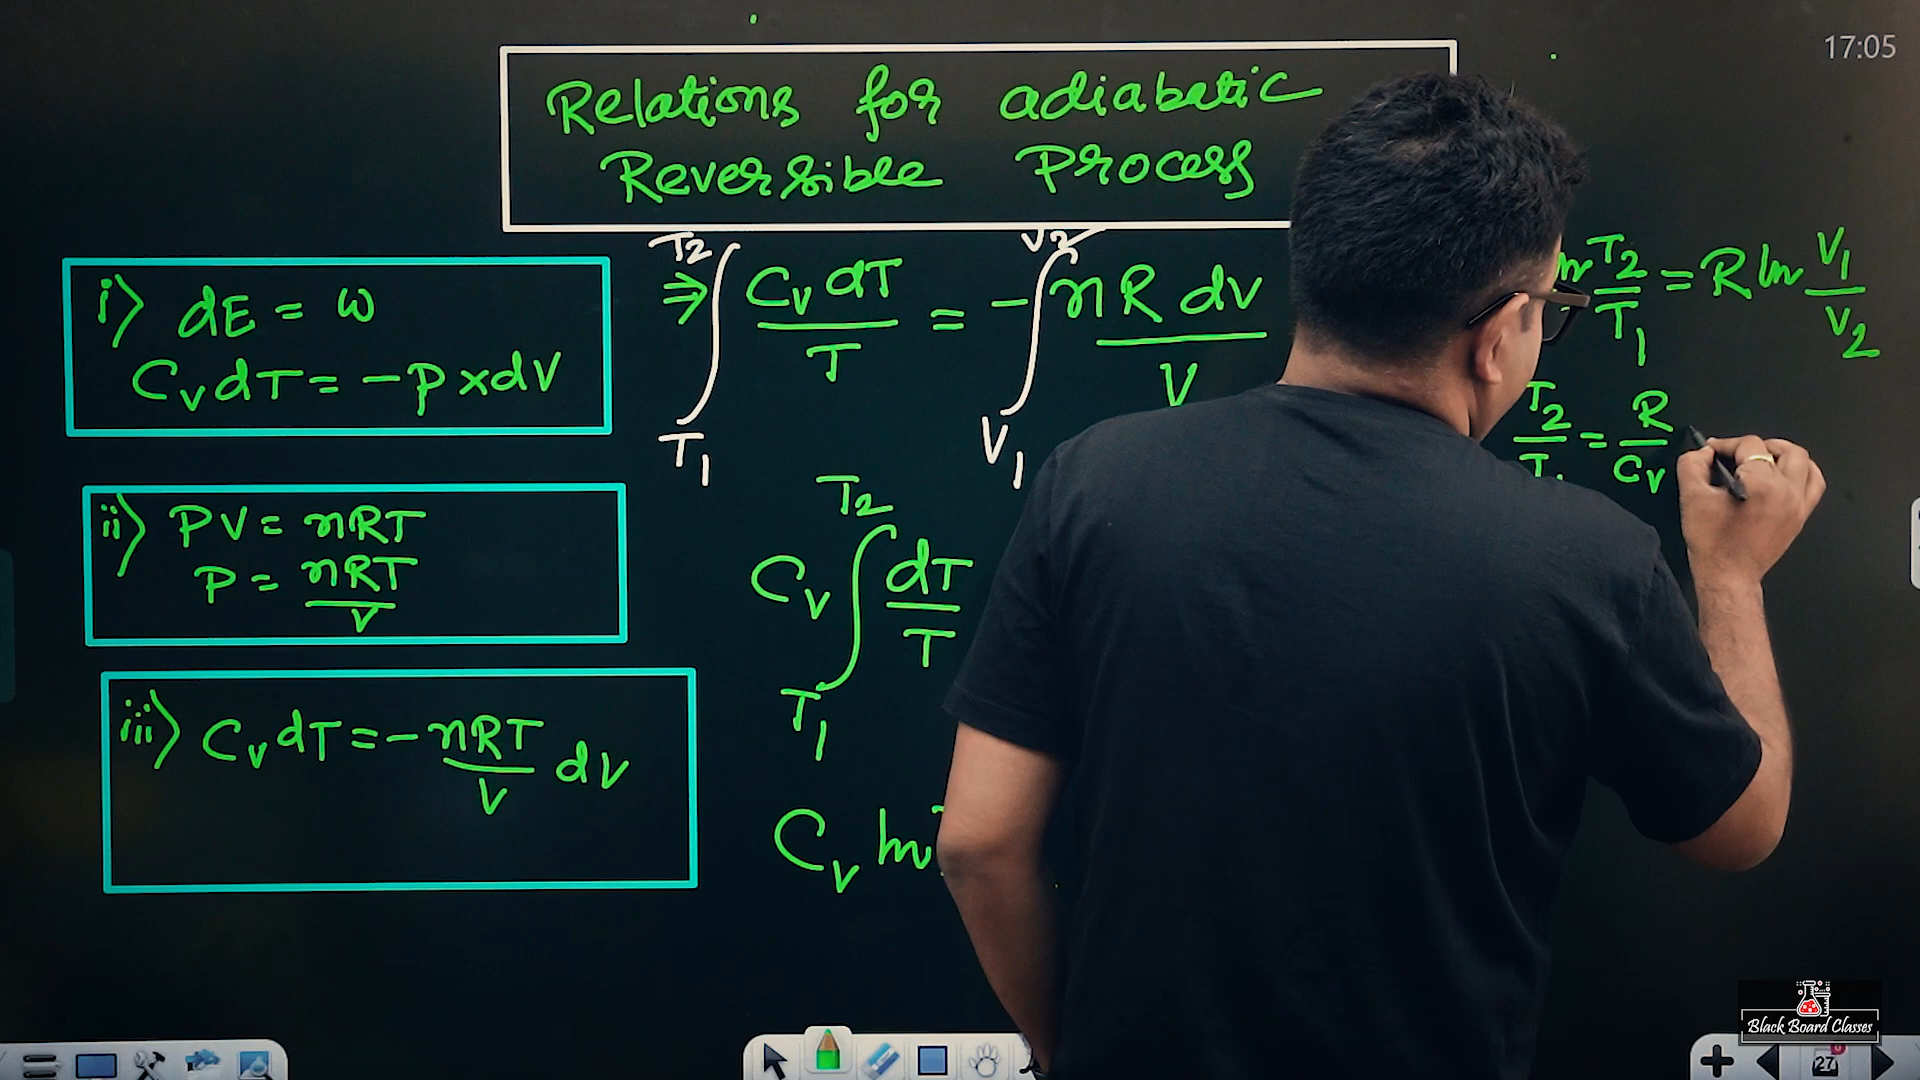 17:05
Relations for adiabatic
Reversible Process
i) dE = w
CvdT = -P×dV
ii) PV = nRT
P = nRT/V
iii) CvdT = - nRT/V dV
⇒ ∫ T1 T2 CvdT/T = - ∫ V1 V2 nRdV/V
Cv ∫ T1 T2 dT/T
Cv ln
T2/T1 = R ln V1/V2
T2/T1 = R/Cv
Black Board Classes
27